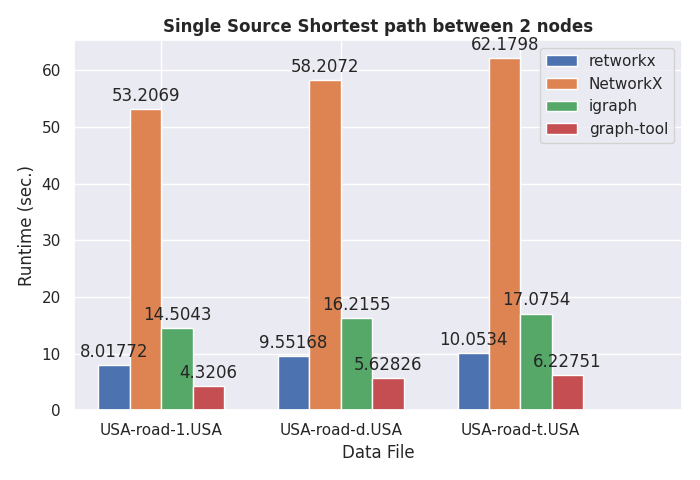 Single Source Shortest path between 2 nodes
retworkx
NetworkX
igraph
graph-tool
53.2069
58.2072
62.1798
8.01772
14.5043
4.3206
9.55168
16.2155
5.62826
10.0534
17.0754
6.22751
Runtime (sec.)
60
50
40
30
20
10
0
USA-road-1.USA
USA-road-d.USA
USA-road-t.USA
Data File